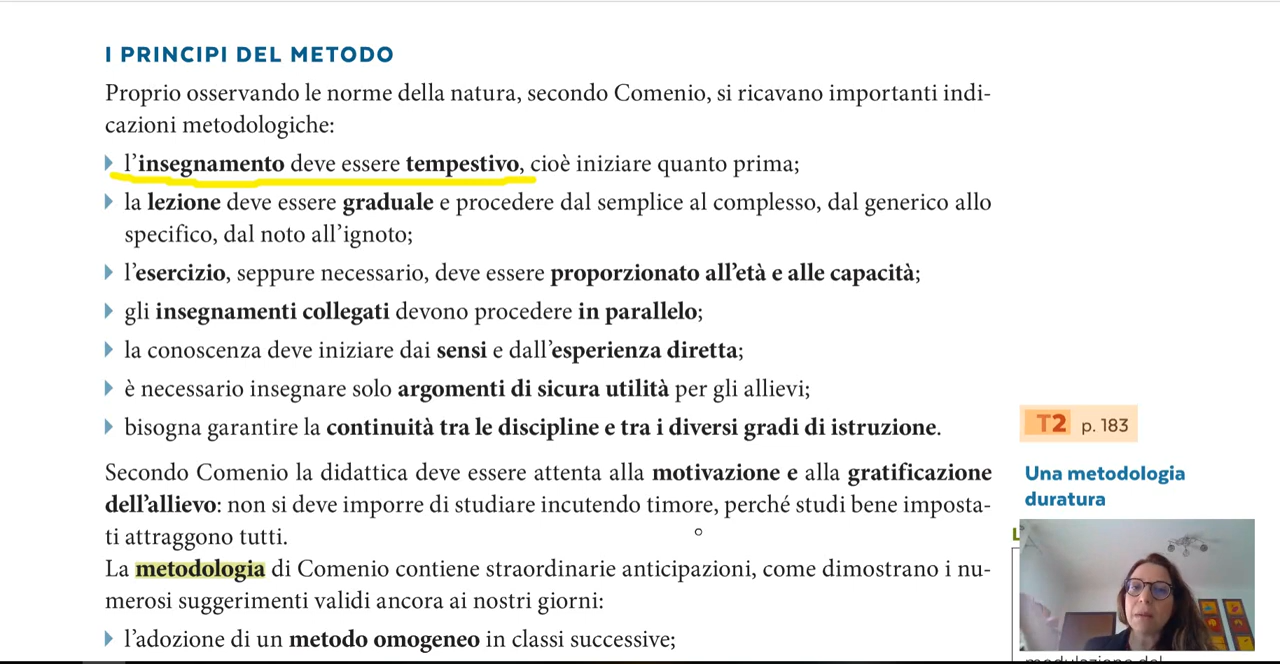 I PRINCIPI DEL METODO
Proprio osservando le norme della natura, secondo Comenio, si ricavano importanti indi-
cazioni metodologiche:
l'insegnamento deve essere tempestivo, cioè iniziare quanto prima;
la lezione deve essere graduale e procedere dal semplice al complesso, dal generico allo
specifico, dal noto all'ignoto;
l'esercizio, seppure necessario, deve essere proporzionato all'età e alle capacità;
gli insegnamenti collegati devono procedere in parallelo;
la conoscenza deve iniziare dai sensi e dall'esperienza diretta;
è necessario insegnare solo argomenti di sicura utilità per gli allievi;
bisogna garantire la continuità tra le discipline e tra i diversi gradi di istruzione.
Secondo Comenio la didattica deve essere attenta alla motivazione e alla gratificazione
dell'allievo: non si deve imporre di studiare incutendo timore, perché studi bene imposta-
ti attraggono tutti.
La metodologia di Comenio contiene straordinarie anticipazioni, come dimostrano i nu-
merosi suggerimenti validi ancora ai nostri giorni:
l'adozione di un metodo omogeneo in classi successive;
T2 p. 183
Una metodologia
duratura